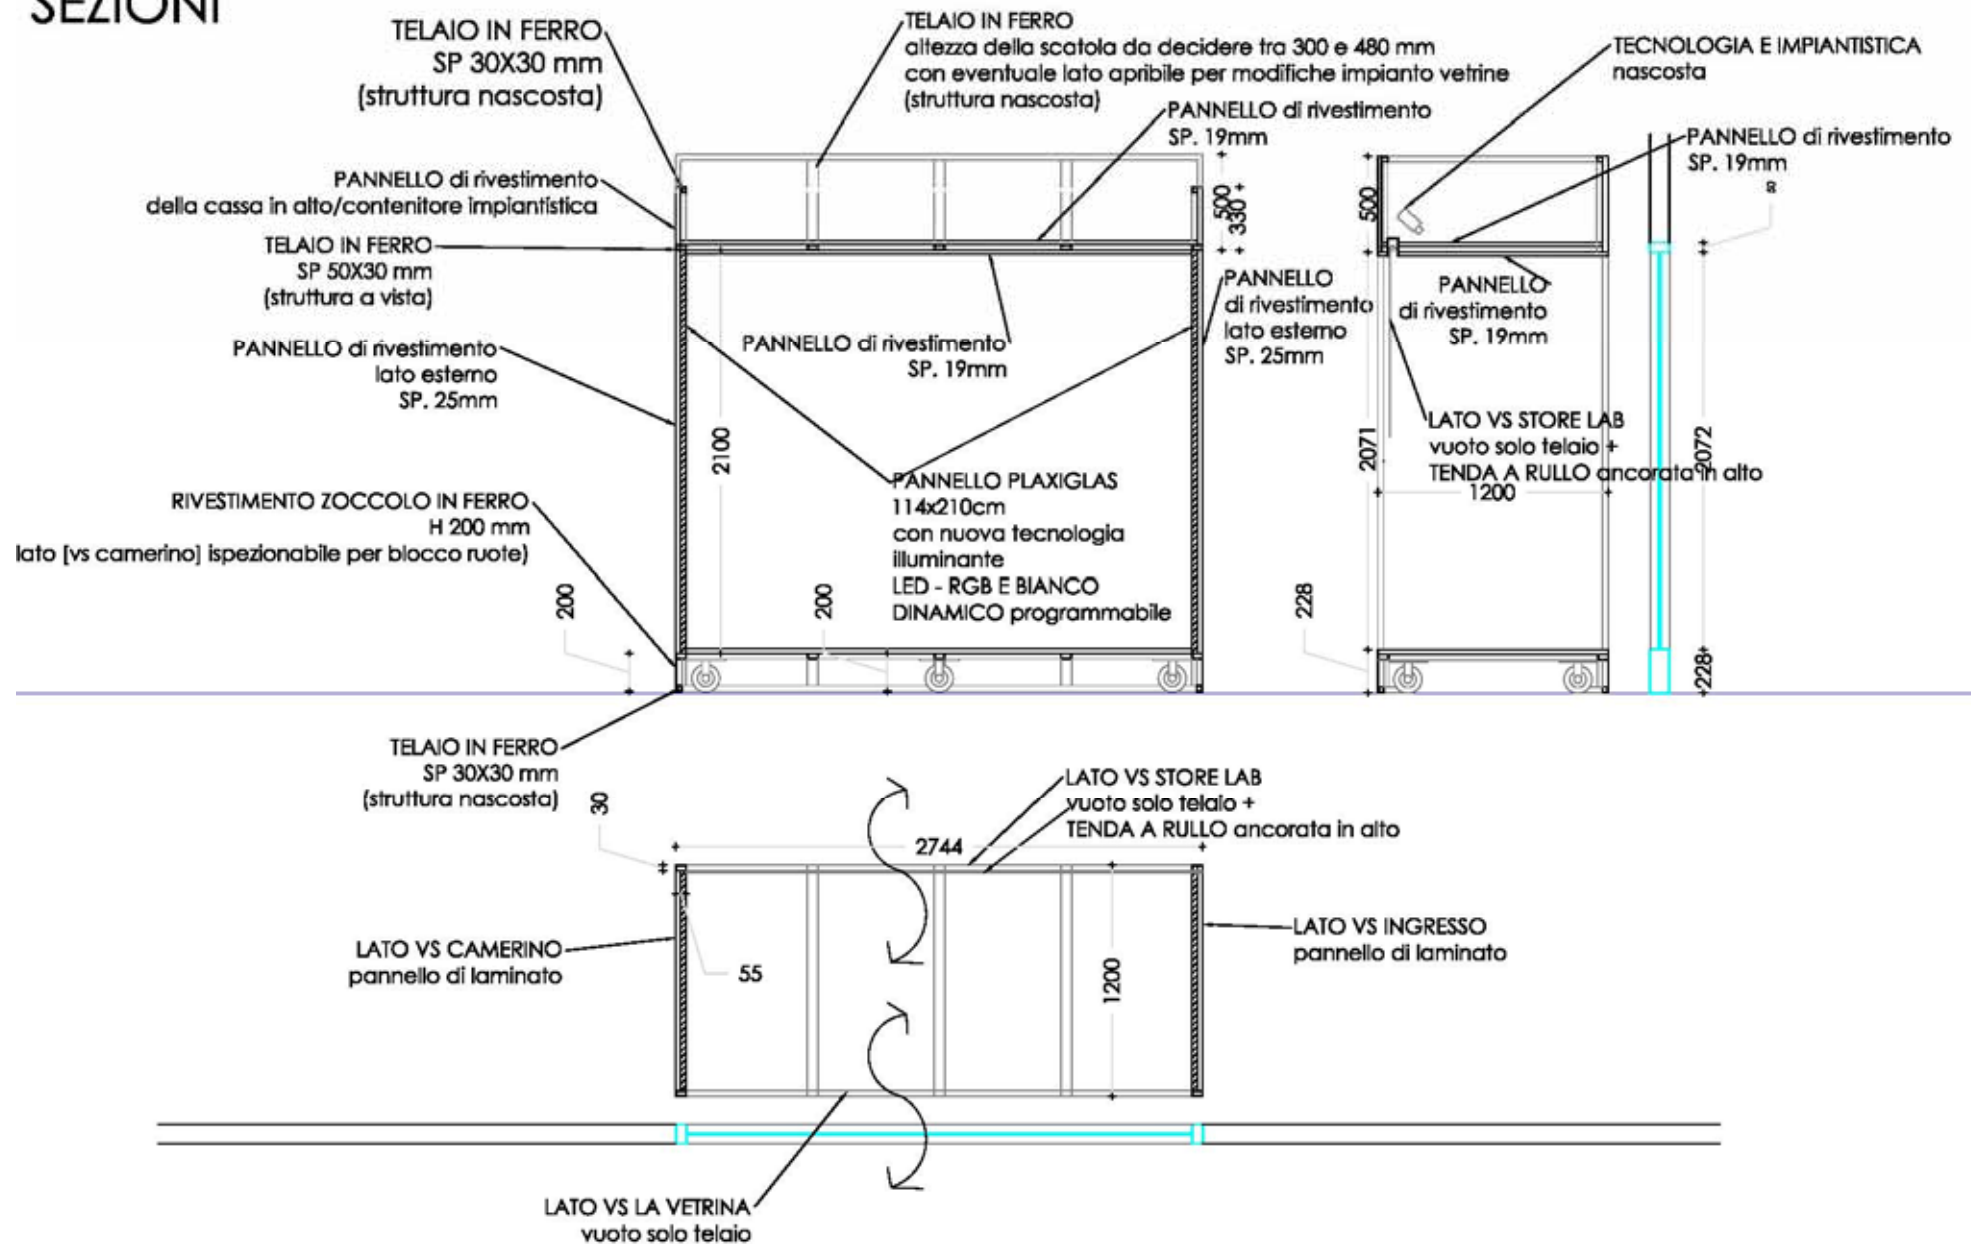 SEZIONI
TELAIO IN FERRO
SP 30X30 mm
(struttura nascosta)
TELAIO IN FERRO
altezza della scatola da decidere tra 300 e 480 mm
con eventuale lato apribile per modifiche impianto vetrine
(struttura nascosta)
TECNOLOGIA E IMPIANTISTICA
nascosta
PANNELLO di rivestimento
SP. 19mm
PANNELLO di rivestimento
SP. 19mm
PANNELLO di rivestimento
della cassa in alto/contenitore impiantistica
500
330
500
TELAIO IN FERRO
SP 50X30 mm
(struttura a vista)
PANNELLO
di rivestimento
lato esterno
SP. 25mm
PANNELLO
di rivestimento
SP. 19mm
PANNELLO di rivestimento
lato esterno
SP. 25mm
PANNELLO di rivestimento
SP. 19mm
2100
2071
LATO VS STORE LAB
vuoto solo telaio +
TENDA A RULLO ancorata in alto
2072
1200
PANNELLO PLAXIGLAS
114x210cm
con nuova tecnologia
illuminante
LED - RGB E BIANCO
DINAMICO programmabile
RIVESTIMENTO ZOCCOLO IN FERRO
H 200 mm
lato [vs camerino] ispezionabile per blocco ruote)
200
200
228
228
TELAIO IN FERRO
SP 30X30 mm
(struttura nascosta)
30
LATO VS STORE LAB
vuoto solo telaio +
TENDA A RULLO ancorata in alto
2744
LATO VS CAMERINO
pannello di laminato
55
1200
LATO VS INGRESSO
pannello di laminato
LATO VS LA VETRINA
vuoto solo telaio